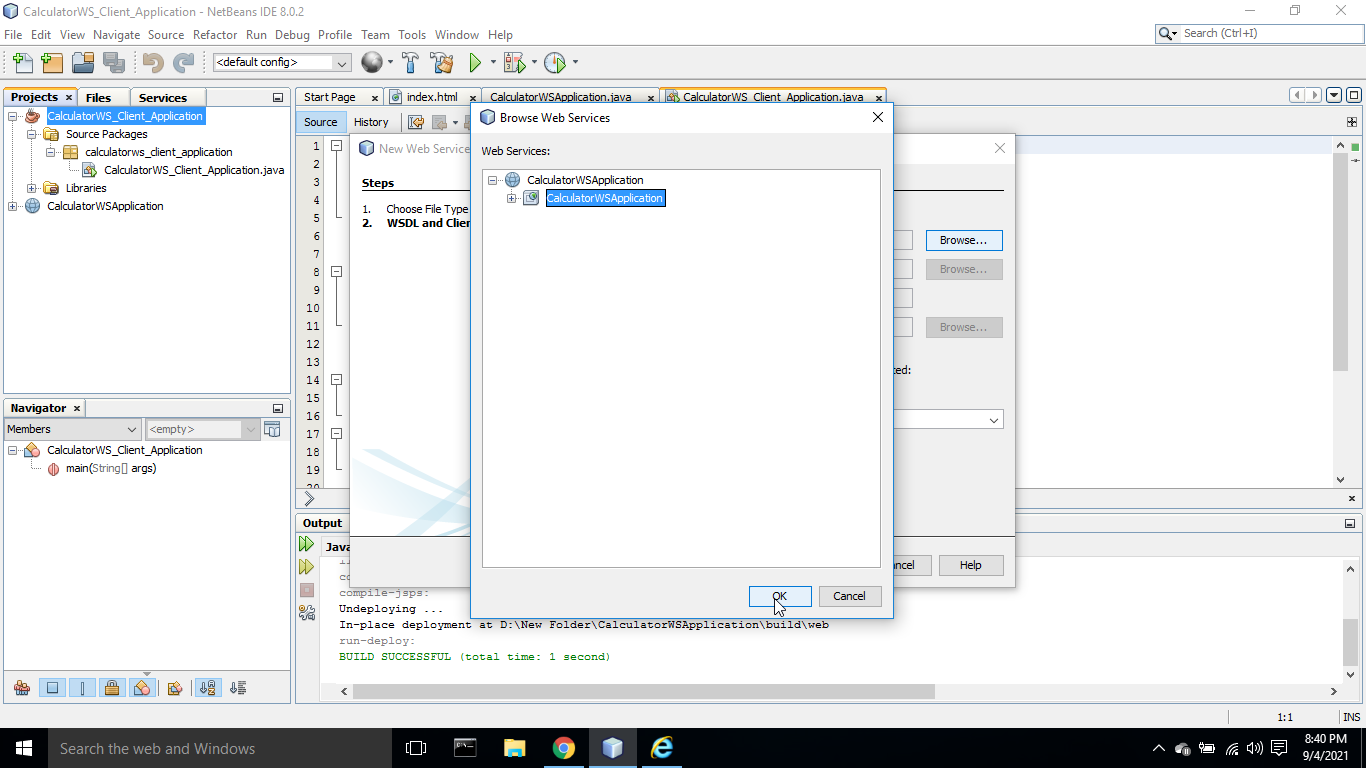 CalculatorWS_Client_Application - NetBeans IDE 8.0.2
File Edit View Navigate Source Refactor Run Debug Profile Team Tools Window Help
Search (Ctrl+I)
<default config>
Projects Files Services
CalculatorWS_Client_Application
Source Packages
calculatorws_client_application
CalculatorWS_Client_Application.java
Libraries
CalculatorWSApplication
Navigator
Members
<empty>
CalculatorWS_Client_Application
main(String[] args)
Start Page index.html CalculatorWSApplication.java CalculatorWS_Client_Application.java
Source History
1
2
3
4
5
6
7
8
9
10
11
12
13
14
15
16
17
18
19
New Web Service
Steps
1. Choose File Type
2. WSDL and Clien
Browse...
Browse...
Browse...
ed:
ncel
Help
Browse Web Services
Web Services:
CalculatorWSApplication
CalculatorWSApplication
OK
Cancel
Output
Java
compile-jsps:
Undeploying ...
In-place deployment at D:\New Folder\CalculatorWSApplication\build\web
run-deploy:
BUILD SUCCESSFUL (total time: 1 second)
1:1
INS
Search the web and Windows
8:40 PM
9/4/2021